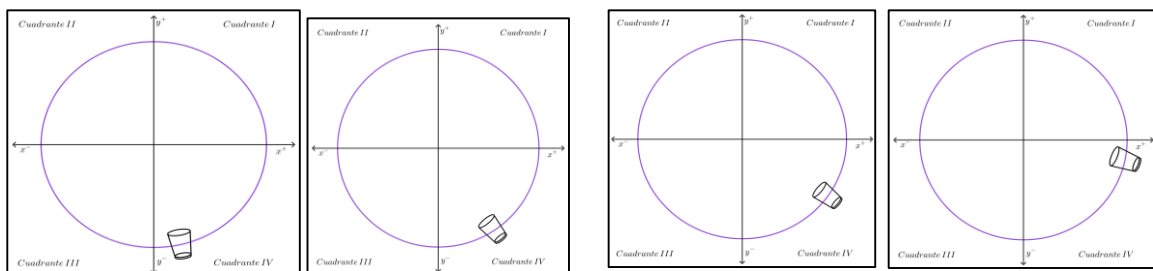 Cuadrante II y⁺ Cuadrante I
x⁻ x⁺
Cuadrante III y⁻ Cuadrante IV
Cuadrante II y⁺ Cuadrante I
x⁻ x⁺
Cuadrante III y⁻ Cuadrante IV
Cuadrante II y⁺ Cuadrante I
x⁻ x⁺
Cuadrante III y⁻ Cuadrante IV
Cuadrante II y⁺ Cuadrante I
x⁻ x⁺
Cuadrante III y⁻ Cuadrante IV